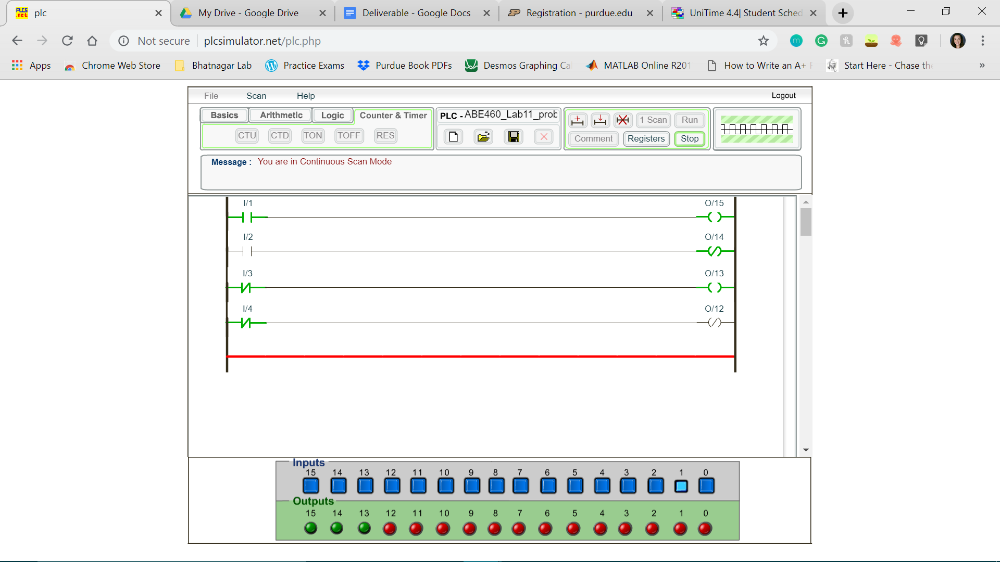 plc
My Drive - Google Drive
Deliverable - Google Docs
Registration - purdue.edu
UniTime 4.4| Student Sched
Not secure
plcsimulator.net/plc.php
Apps
Chrome Web Store
Bhatnagar Lab
Practice Exams
Purdue Book PDFs
Desmos Graphing Ca
MATLAB Online R201
How to Write an A+
Start Here - Chase the
»
File Scan Help Logout
Basics Arithmetic Logic Counter & Timer
CTU CTD TON TOFF RES
PLC - ABE460_Lab11_prob
1 Scan Run
Comment Registers Stop
Message : You are in Continuous Scan Mode
I/1 O/15
I/2 O/14
I/3 O/13
I/4 O/12
Inputs
15 14 13 12 11 10 9 8 7 6 5 4 3 2 1 0
Outputs
15 14 13 12 11 10 9 8 7 6 5 4 3 2 1 0